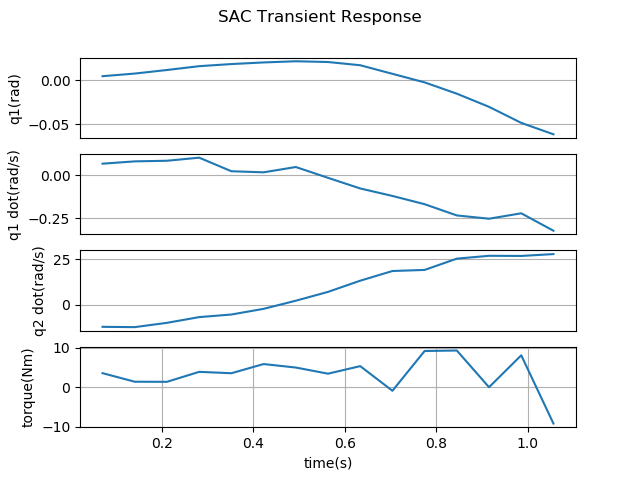 SAC Transient Response
q1(rad)
0.00
−0.05
q1 dot(rad/s)
0.00
−0.25
q2 dot(rad/s)
25
0
torque(Nm)
10
0
−10
0.2 0.4 0.6 0.8 1.0
time(s)